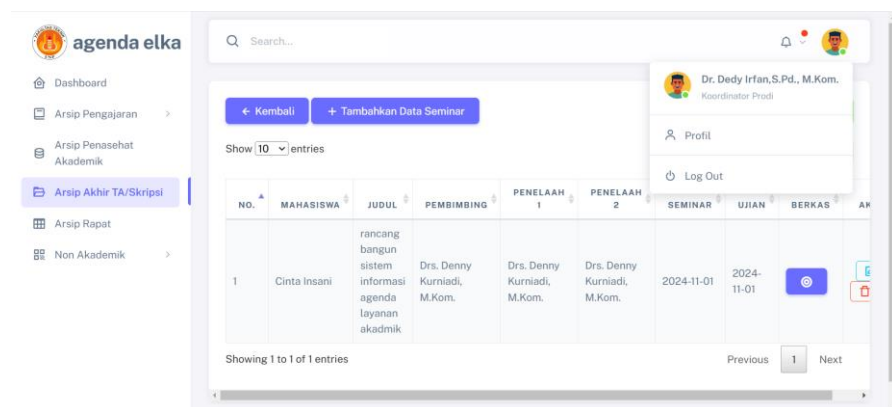 agenda elka
Search...
Dr. Dedy Irfan,S.Pd., M.Kom.
Koordinator Prodi
Profil
Log Out
Dashboard
Arsip Pengajaran
Arsip Penasehat
Akademik
Arsip Akhir TA/Skripsi
Arsip Rapat
Non Akademik
← Kembali
+ Tambahkan Data Seminar
Show 10 entries
NO. MAHASISWA JUDUL PEMBIMBING PENELAAH 1 PENELAAH 2 SEMINAR UJIAN BERKAS
1
Cinta Insani
rancang
bangun
sistem
informasi
agenda
layanan
akadmik
Drs. Denny
Kurniadi,
M.Kom.
Drs. Denny
Kurniadi,
M.Kom.
Drs. Denny
Kurniadi,
M.Kom.
2024-11-01
2024-
11-01
Showing 1 to 1 of 1 entries
Previous 1 Next